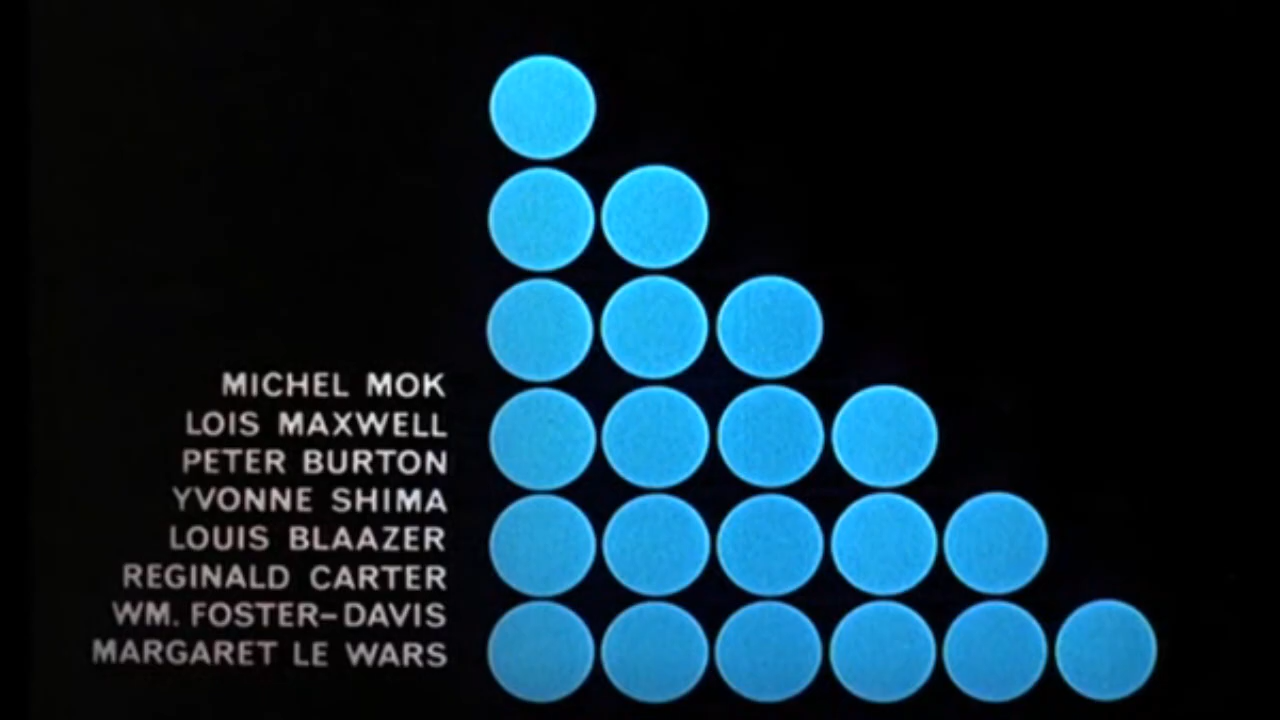 MICHEL MOK
LOIS MAXWELL
PETER BURTON
YVONNE SHIMA
LOUIS BLAAZER
REGINALD CARTER
WM. FOSTER-DAVIS
MARGARET LE WARS